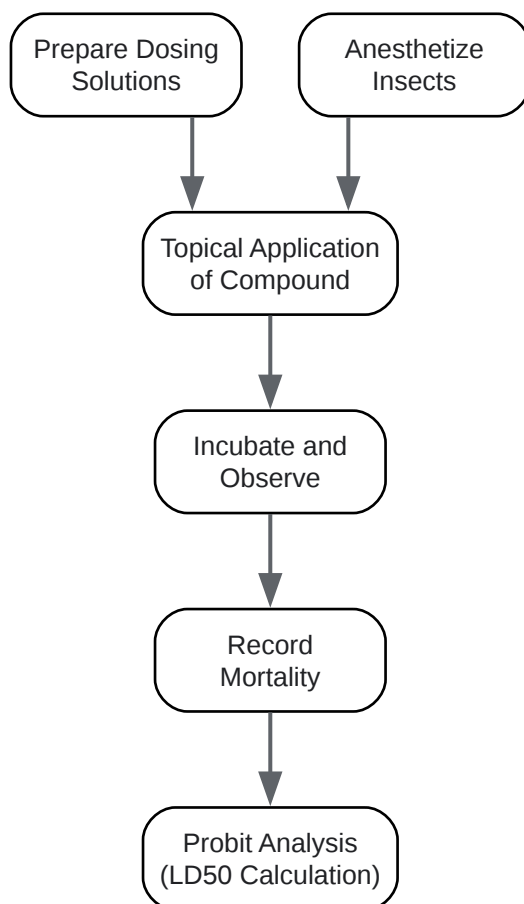 Prepare Dosing
Solutions
Anesthetize
Insects
Topical Application
of Compound
Incubate and
Observe
Record
Mortality
Probit Analysis
(LD50 Calculation)